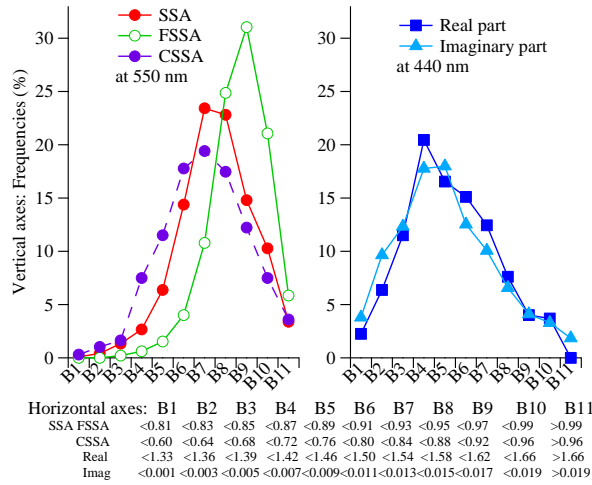 SSA
FSSA
CSSA
at 550 nm
Real part
Imaginary part
at 440 nm
Vertical axes: Frequencies (%)
30
25
20
15
10
5
0
B1 B2 B3 B4 B5 B6 B7 B8 B9 B10 B11
30
25
20
15
10
5
0
B1 B2 B3 B4 B5 B6 B7 B8 B9 B10 B11
Horizontal axes: B1 B2 B3 B4 B5 B6 B7 B8 B9 B10 B11
SSA FSSA <0.81 <0.83 <0.85 <0.87 <0.89 <0.91 <0.93 <0.95 <0.97 <0.99 >0.99
CSSA <0.60 <0.64 <0.68 <0.72 <0.76 <0.80 <0.84 <0.88 <0.92 <0.96 >0.96
Real <1.33 <1.36 <1.39 <1.42 <1.46 <1.50 <1.54 <1.58 <1.62 <1.66 >1.66
Imag <0.001 <0.003 <0.005 <0.007 <0.009 <0.011 <0.013 <0.015 <0.017 <0.019 >0.019